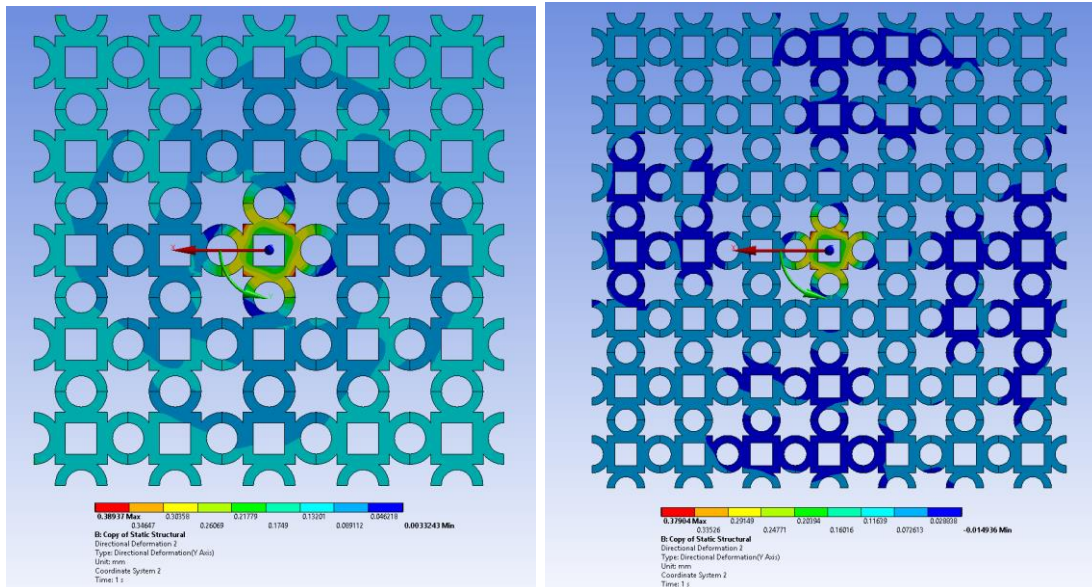 0.38937 Max 0.30358 0.21779 0.13201 0.046218
0.34647 0.26069 0.1749 0.089112 0.0033243 Min
B: Copy of Static Structural
Directional Deformation 2
Type: Directional Deformation(Y Axis)
Unit: mm
Coordinate System 2
Time: 1 s
0.37904 Max 0.29149 0.20394 0.11639 0.028838
0.33526 0.24771 0.16016 0.072613 -0.014936 Min
B: Copy of Static Structural
Directional Deformation 2
Type: Directional Deformation(Y Axis)
Unit: mm
Coordinate System 2
Time: 1 s